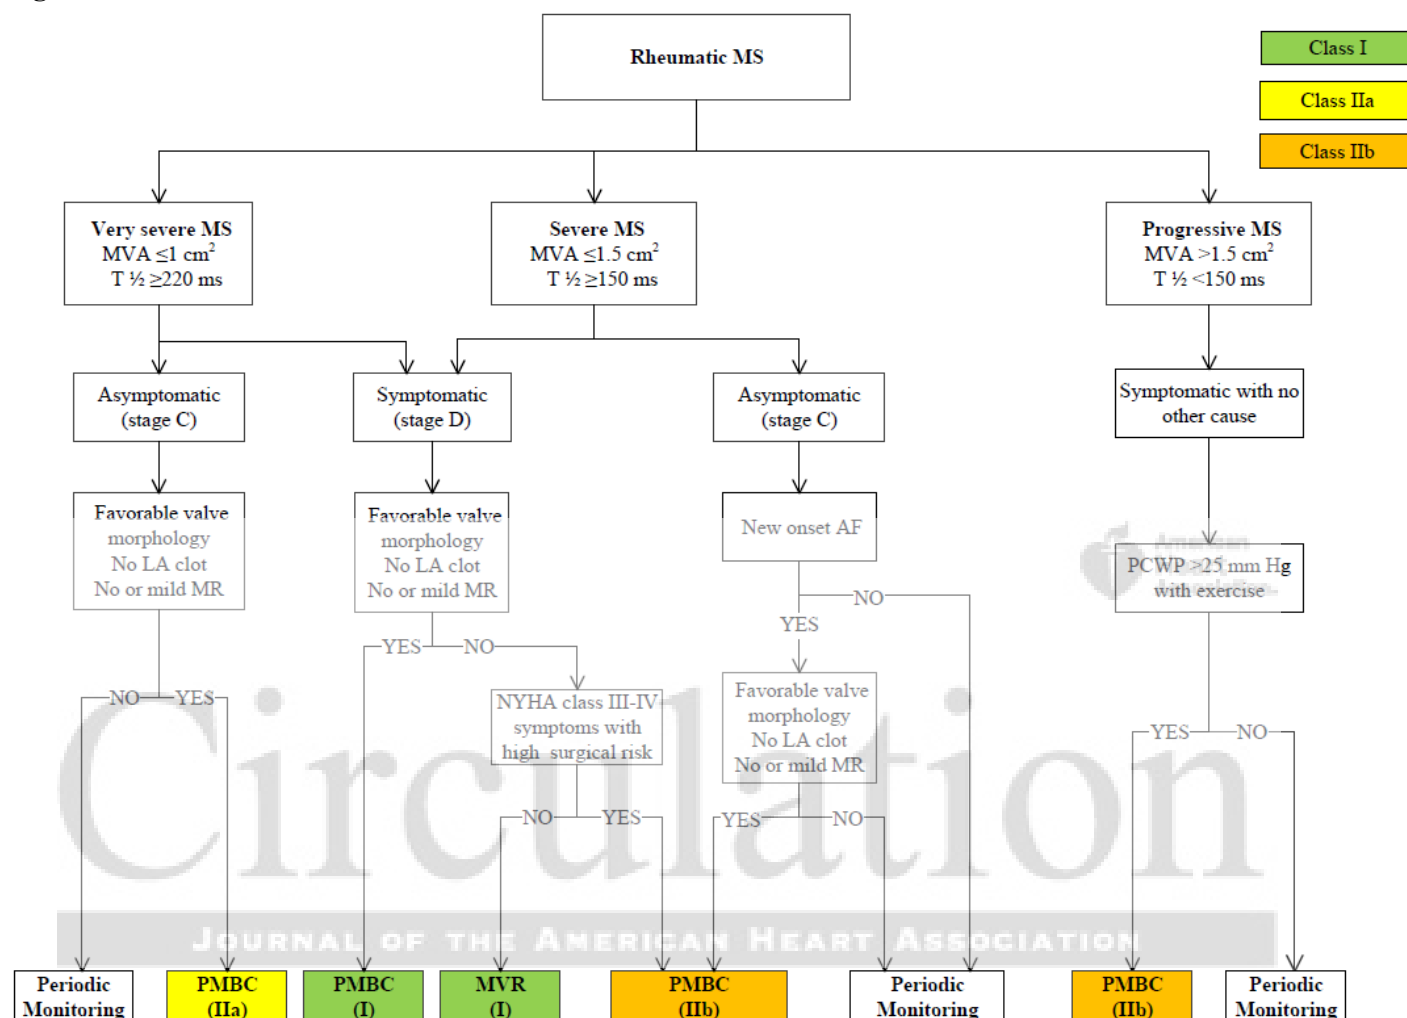 Rheumatic MS
Class I
Class IIa
Class IIb
Very severe MS
MVA ≤1 cm²
T ½ ≥220 ms
Severe MS
MVA ≤1.5 cm²
T ½ ≥150 ms
Progressive MS
MVA >1.5 cm²
T ½ <150 ms
Asymptomatic
(stage C)
Symptomatic
(stage D)
Asymptomatic
(stage C)
Symptomatic with no
other cause
Favorable valve
morphology
No LA clot
No or mild MR
Favorable valve
morphology
No LA clot
No or mild MR
New onset AF
American
Heart
Association
PCWP >25 mm Hg
with exercise
NO
YES
YES
NO
NO
YES
NYHA class III-IV
symptoms with
high surgical risk
Favorable valve
morphology
No LA clot
No or mild MR
YES
NO
NO
YES
YES
NO
Circulation
JOURNAL OF THE AMERICAN HEART ASSOCIATION
Periodic
Monitoring
PMBC
(IIa)
PMBC
(I)
MVR
(I)
PMBC
(IIb)
Periodic
Monitoring
PMBC
(IIb)
Periodic
Monitoring